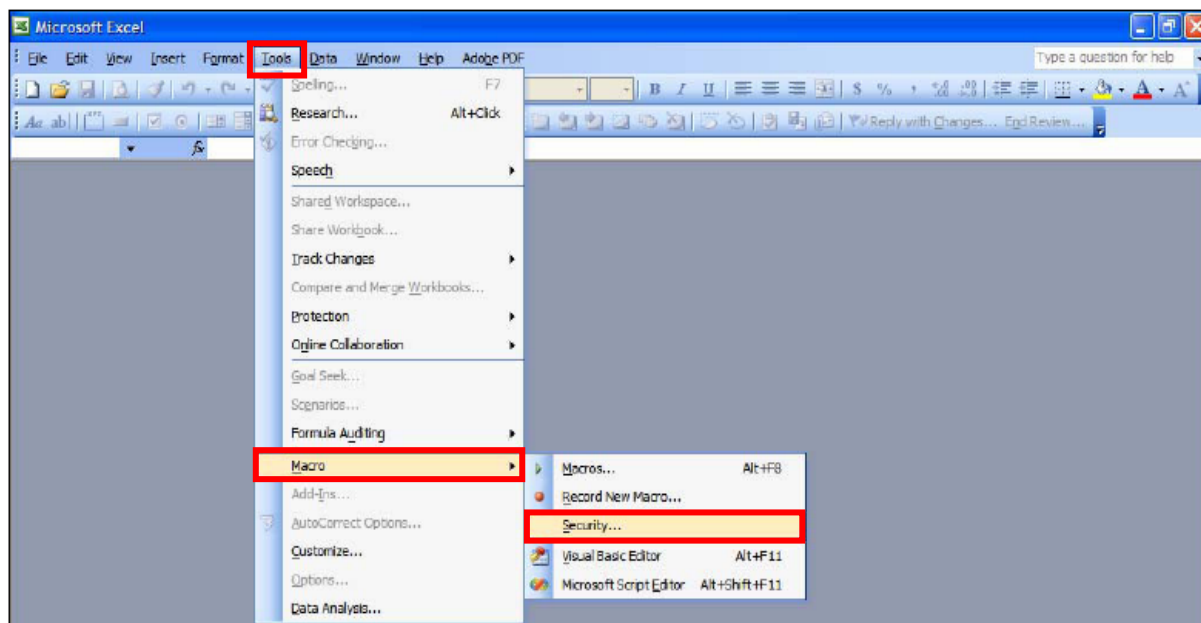 Microsoft Excel
File Edit View Insert Format Tools Data Window Help Adobe PDF
Type a question for help
B I U $ % , A
Aa ab Reply with Changes... End Review...
fx
Spelling... F7
Research... Alt+Click
Error Checking...
Speech
Shared Workspace...
Share Workbook...
Track Changes
Compare and Merge Workbooks...
Protection
Online Collaboration
Goal Seek...
Scenarios...
Formula Auditing
Macro
Add-Ins...
AutoCorrect Options...
Customize...
Options...
Data Analysis...
Macros... Alt+F8
Record New Macro...
Security...
Visual Basic Editor Alt+F11
Microsoft Script Editor Alt+Shift+F11